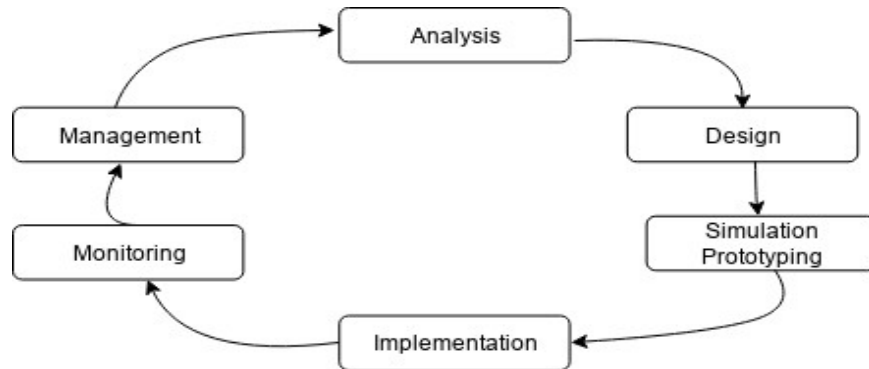 Analysis
Management
Design
Simulation
Prototyping
Monitoring
Implementation